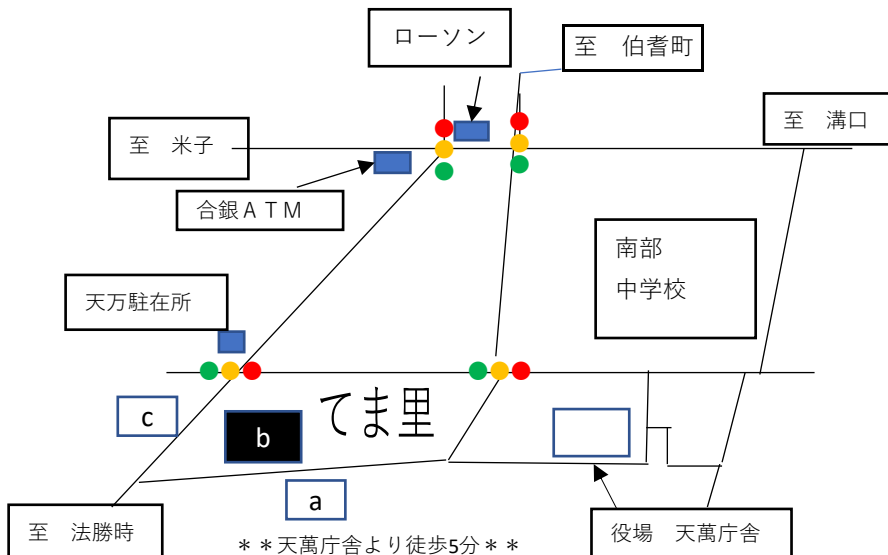 ローソン
至　伯耆町
至　米子
至　溝口
合銀ＡＴＭ
南部
中学校
天万駐在所
c
b
てま里
a
至　法勝時
役場　天萬庁舎
＊＊天萬庁舎より徒歩5分＊＊